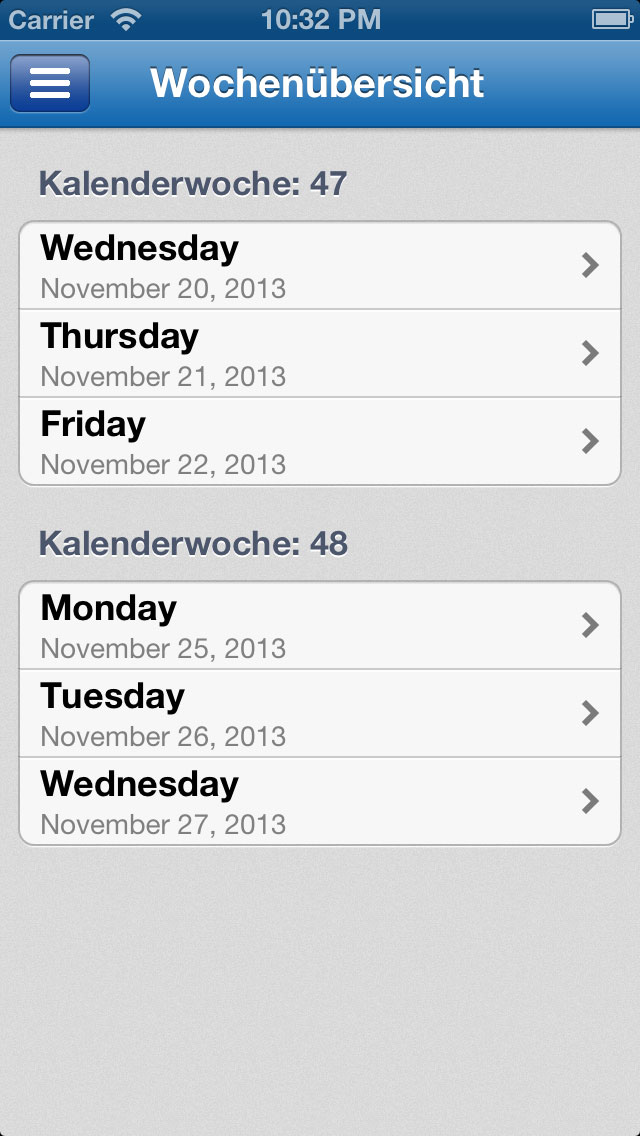 Carrier 10:32 PM
Wochenübersicht
Kalenderwoche: 47
Wednesday
November 20, 2013
Thursday
November 21, 2013
Friday
November 22, 2013
Kalenderwoche: 48
Monday
November 25, 2013
Tuesday
November 26, 2013
Wednesday
November 27, 2013